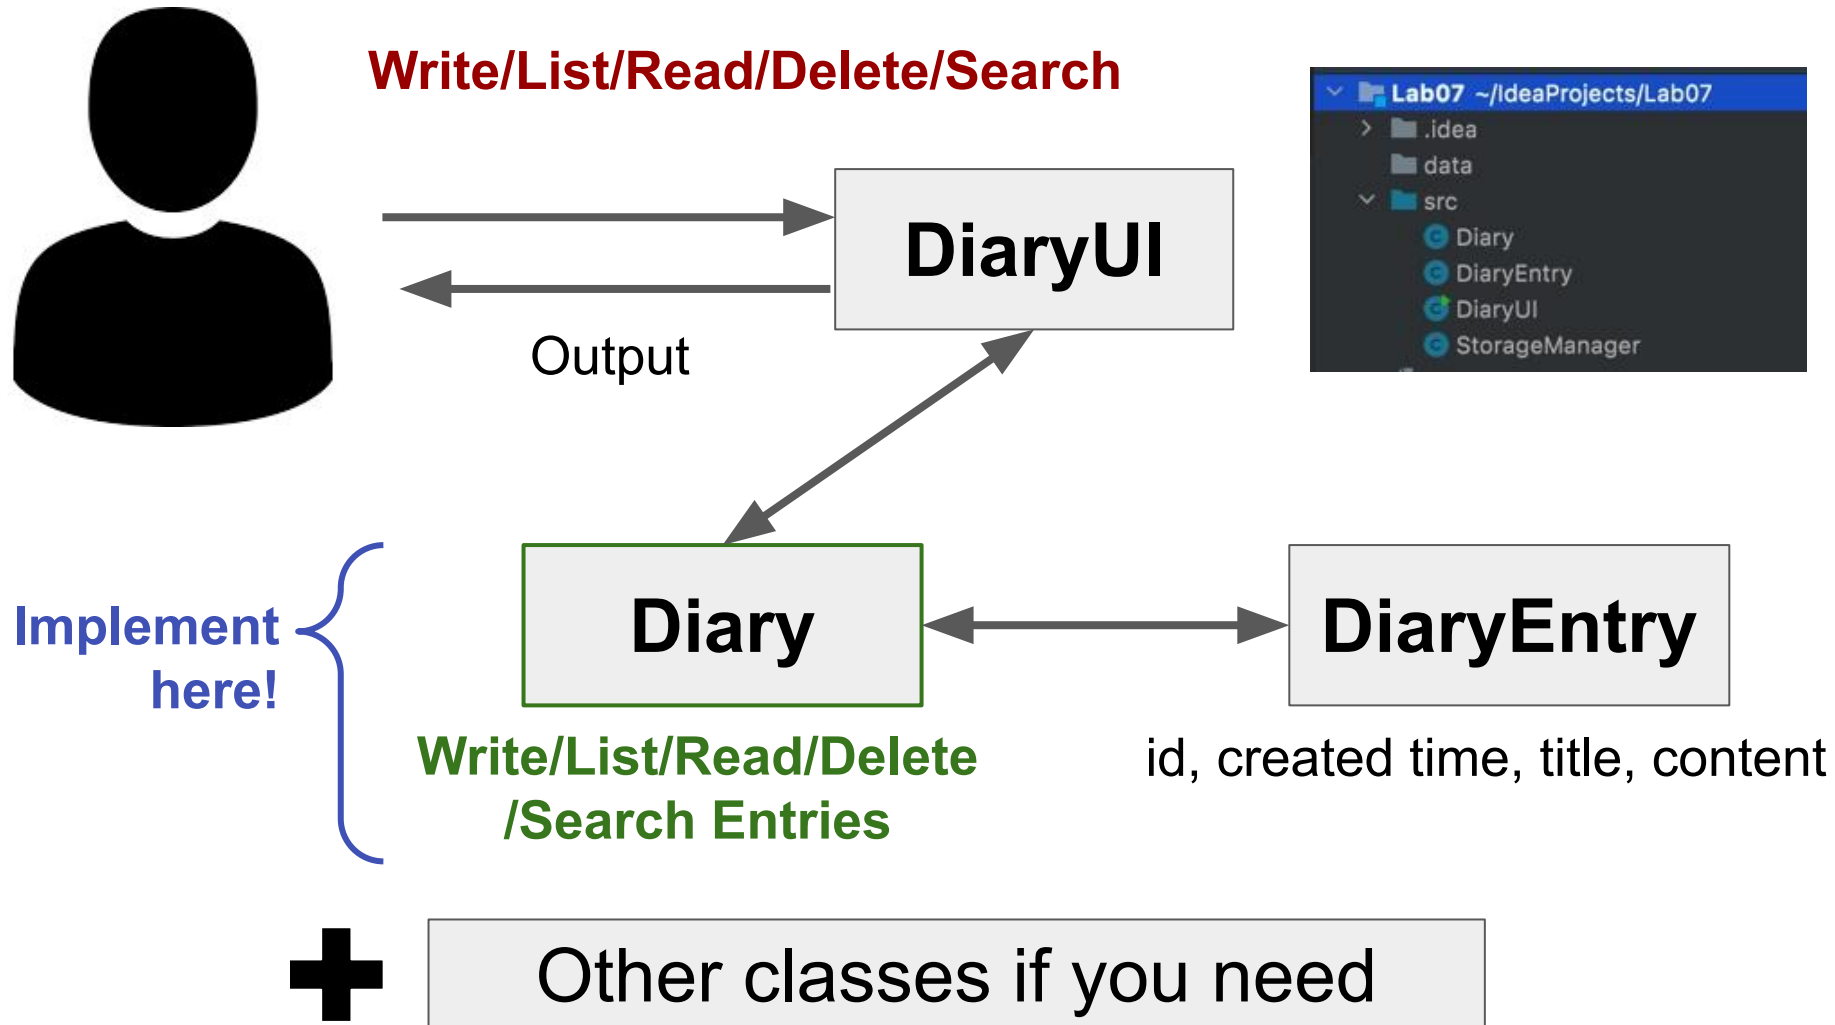 Write/List/Read/Delete/Search
Lab07 ~/IdeaProjects/Lab07
.idea
data
src
Diary
DiaryEntry
DiaryUI
StorageManager
DiaryUI
Output
Implement
here!
Diary
DiaryEntry
Write/List/Read/Delete
/Search Entries
id, created time, title, content
Other classes if you need